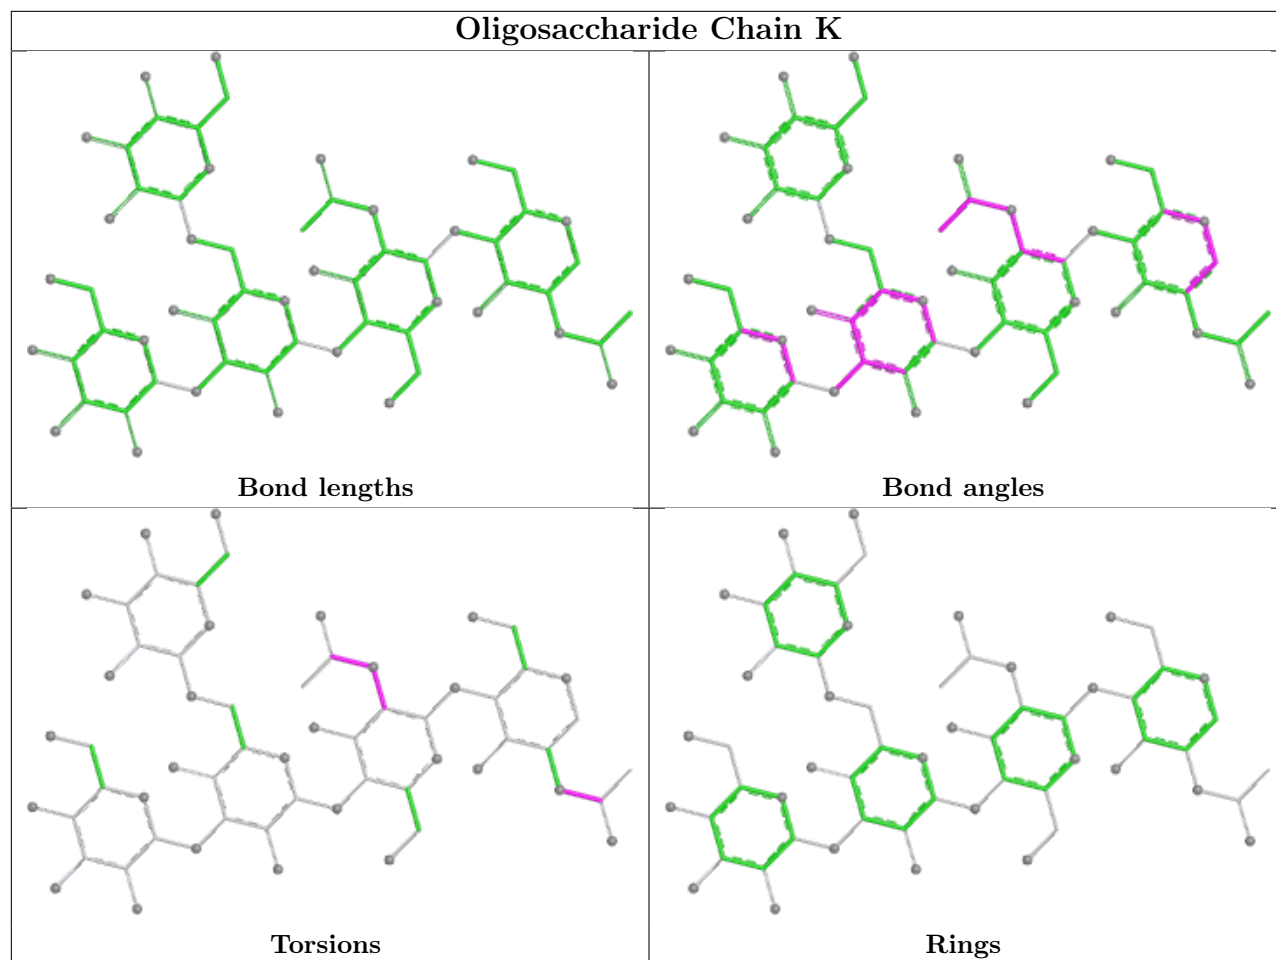 Oligosaccharide Chain K
Bond lengths
Bond angles
Torsions
Rings